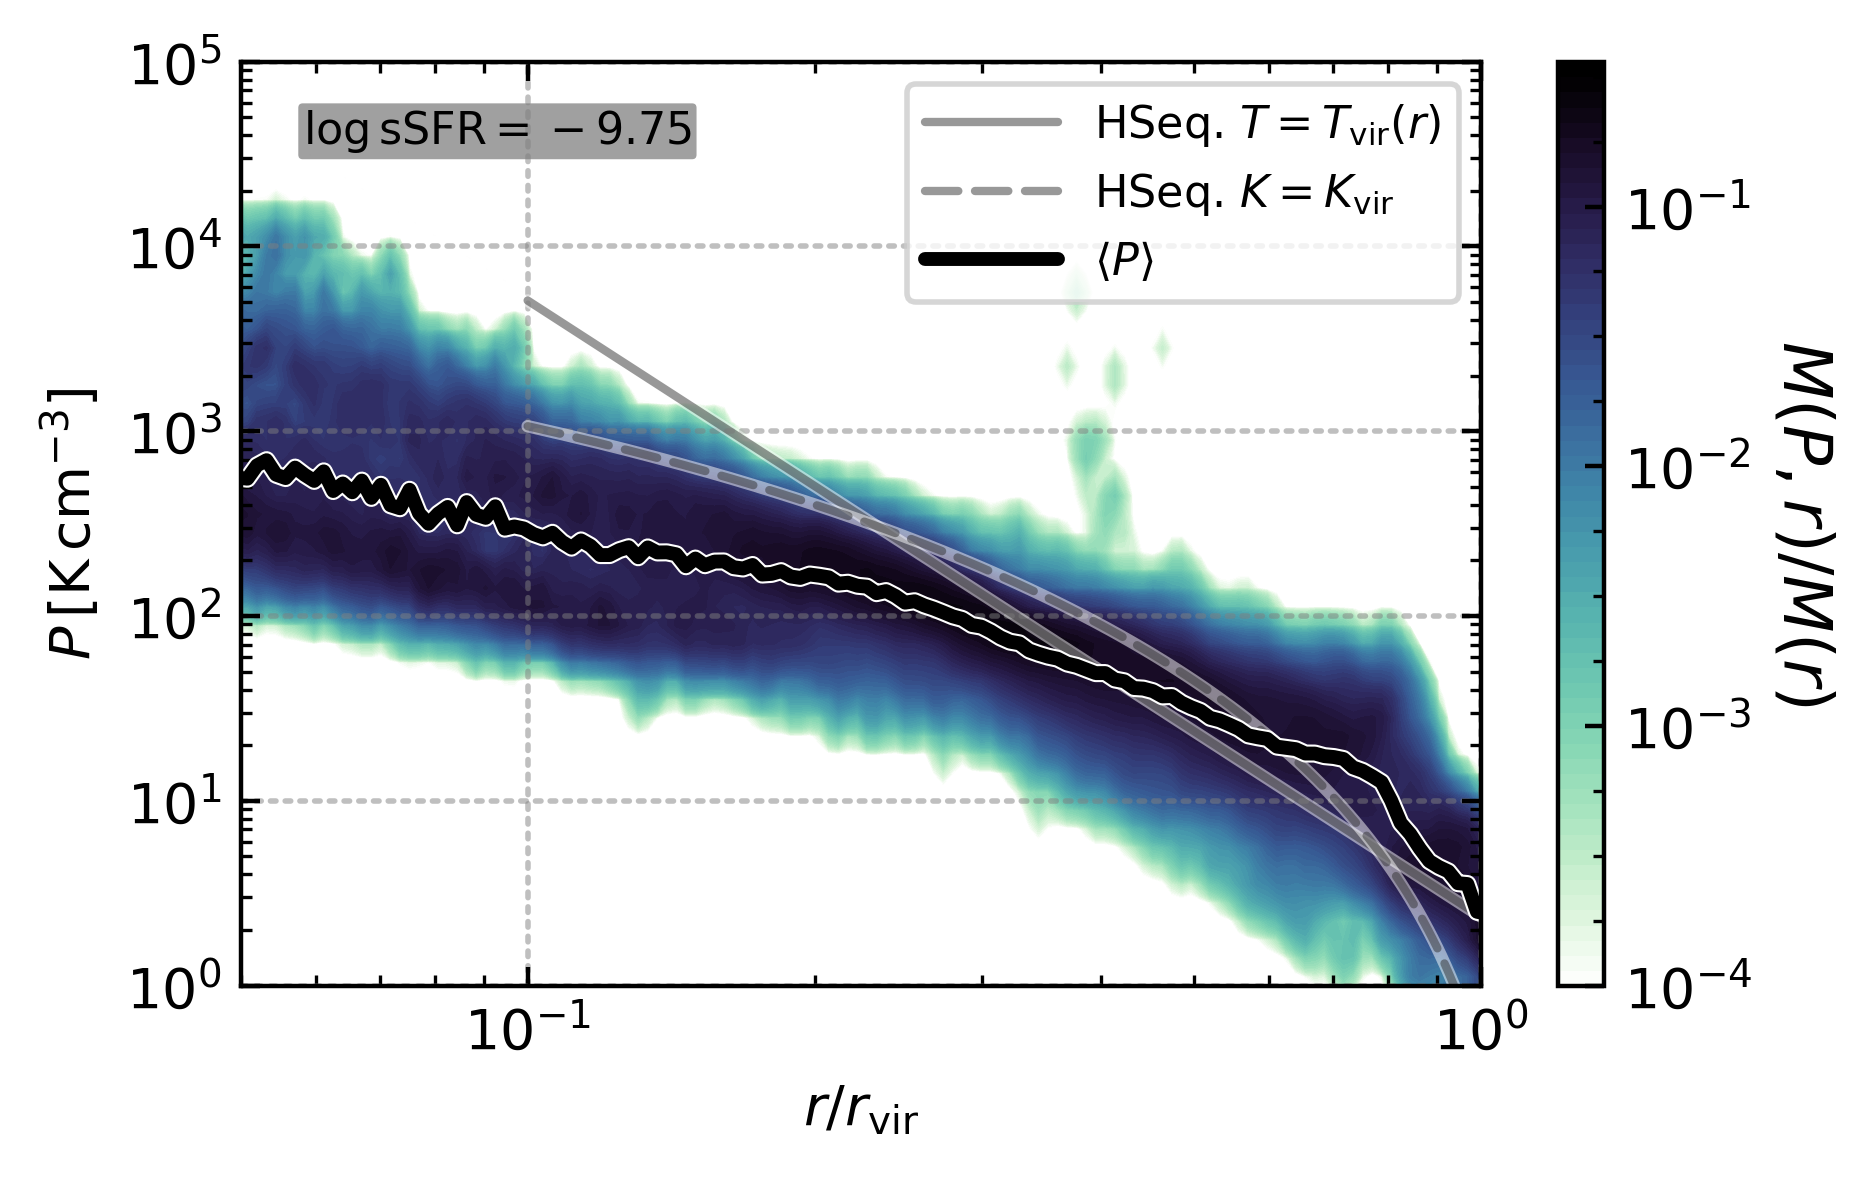 log sSFR = −9.75
HSeq. T = T_vir(r)
HSeq. K = K_vir
⟨P⟩
10^5
10^4
10^3
10^2
10^1
10^0
P [K cm^−3]
10^−1
10^0
r/r_vir
10^−1
10^−2
10^−3
10^−4
M(P, r)/M(r)